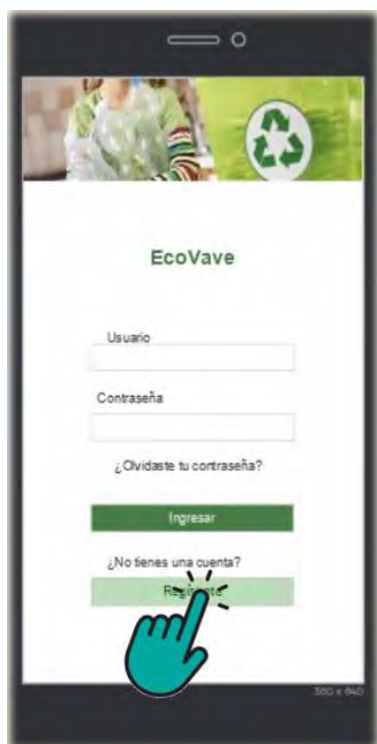 EcoVave
Usuario
Contraseña
¿Olvidaste tu contraseña?
Ingresar
¿No tienes una cuenta?
360 x 640